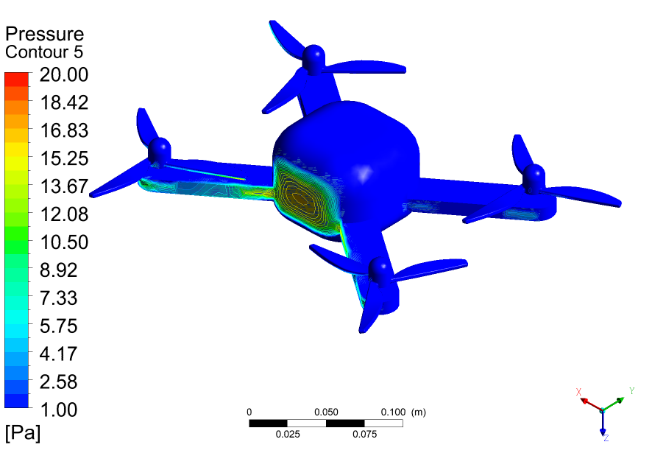 Pressure
Contour 5
20.00
18.42
16.83
15.25
13.67
12.08
10.50
8.92
7.33
5.75
4.17
2.58
1.00
[Pa]
0 0.050 0.100 (m)
0.025 0.075
X Y
Z